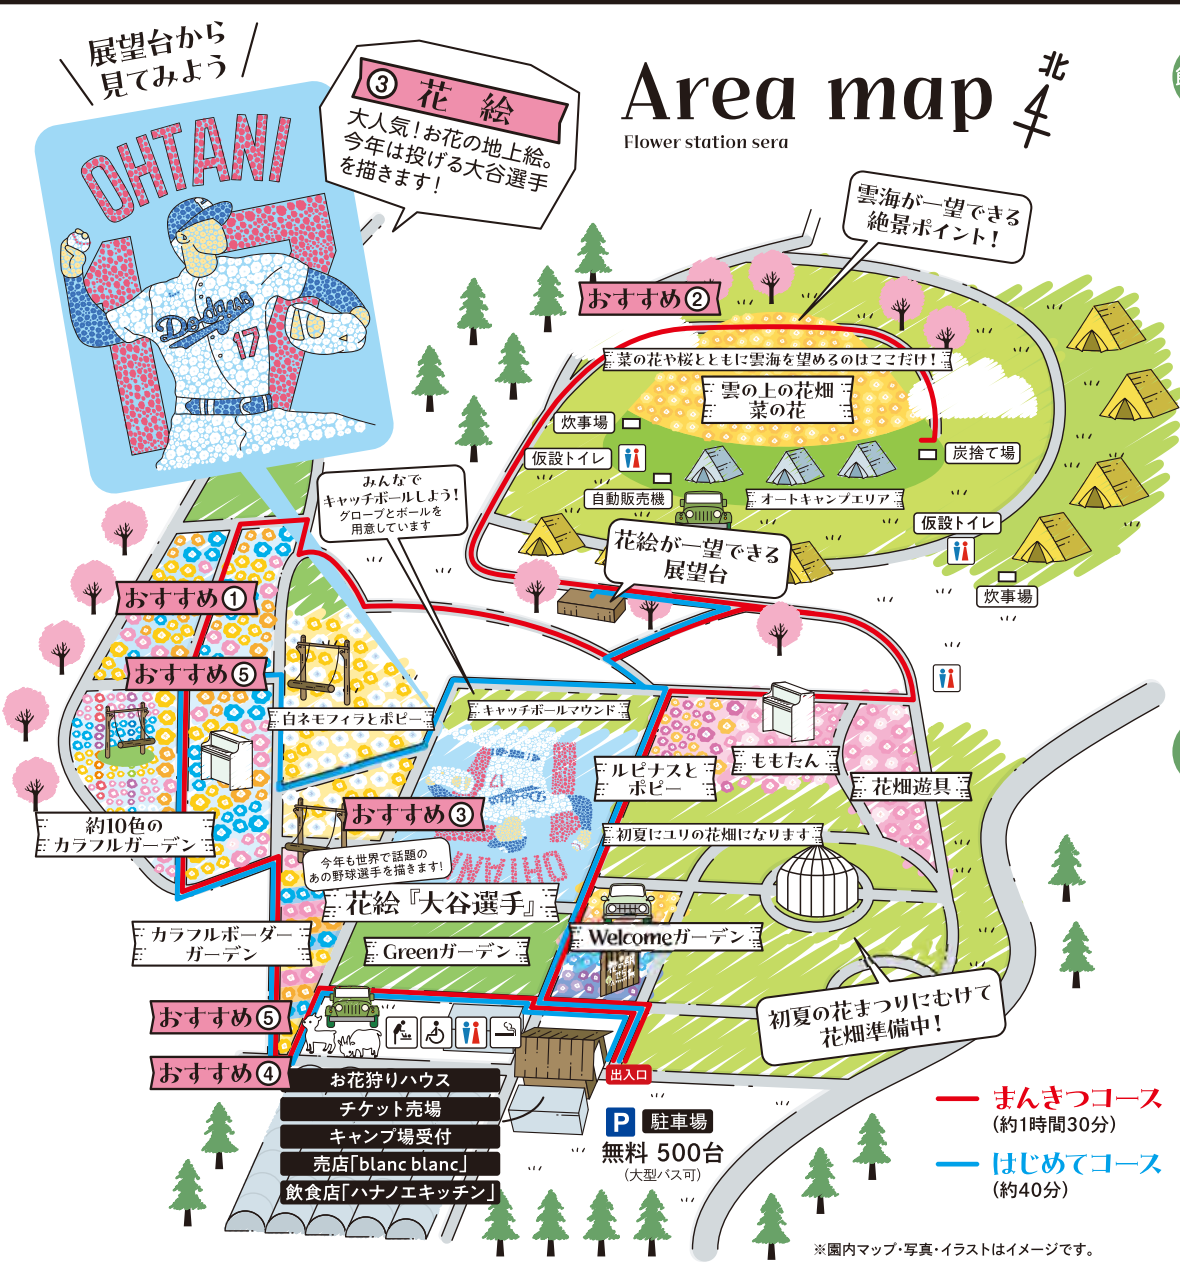 展望台から
見てみよう
OHTANI
17
Dodgers
17
③ 花絵
大人気！お花の地上絵。
今年は投げる大谷選手
を描きます！
Area map
Flower station sera
北
雲海が一望できる
絶景ポイント！
おすすめ②
菜の花や桜とともに雲海を望めるのはここだけ！
雲の上の花畑
菜の花
炊事場
仮設トイレ
炭捨て場
自動販売機
オートキャンプエリア
仮設トイレ
炊事場
みんなで
キャッチボールしよう！
グローブとボールを
用意しています
花絵が一望できる
展望台
おすすめ①
おすすめ⑤
白ネモフィラとポピー
キャッチボールマウンド
ルピナスと
ポピー
ももたん
花畑遊具
約10色の
カラフルガーデン
おすすめ③
今年も世界で話題の
あの野球選手を描きます！
花絵『大谷選手』
17
Dodgers
OHTANI
初夏にユリの花畑になります
カラフルボーダー
ガーデン
Greenガーデン
Welcomeガーデン
初夏の花まつりにむけて
花畑準備中！
おすすめ⑤
おすすめ④
お花狩りハウス
チケット売場
キャンプ場受付
売店「blanc blanc」
飲食店「ハナノエキッチン」
出入口
P 駐車場
無料 500台
（大型バス可）
まんきつコース
（約1時間30分）
はじめてコース
（約40分）
※園内マップ・写真・イラストはイメージです。